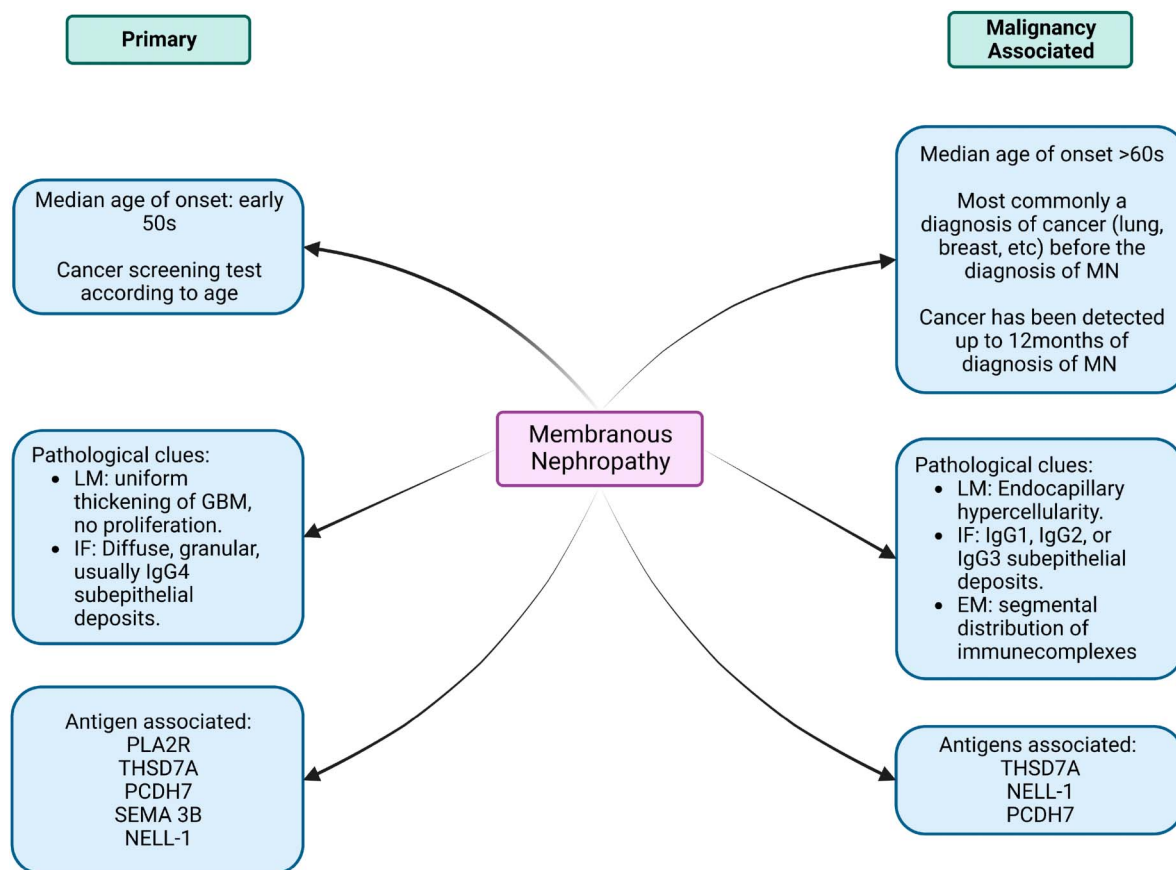 Primary
Median age of onset: early
50s
Cancer screening test
according to age
Pathological clues:
• LM: uniform
thickening of GBM,
no proliferation.
• IF: Diffuse, granular,
usually IgG4
subepithelial
deposits.
Antigen associated:
PLA2R
THSD7A
PCDH7
SEMA 3B
NELL-1
Membranous
Nephropathy
Malignancy
Associated
Median age of onset >60s
Most commonly a
diagnosis of cancer (lung,
breast, etc) before the
diagnosis of MN
Cancer has been detected
up to 12months of
diagnosis of MN
Pathological clues:
• LM: Endocapillary
hypercellularity.
• IF: IgG1, IgG2, or
IgG3 subepithelial
deposits.
• EM: segmental
distribution of
immunecomplexes
Antigens associated:
THSD7A
NELL-1
PCDH7